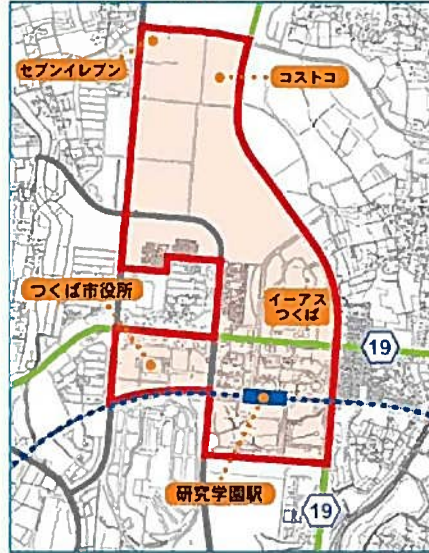 セブンイレブン
コストコ
つくば市役所
イーアス
つくば
19
研究学園駅
19